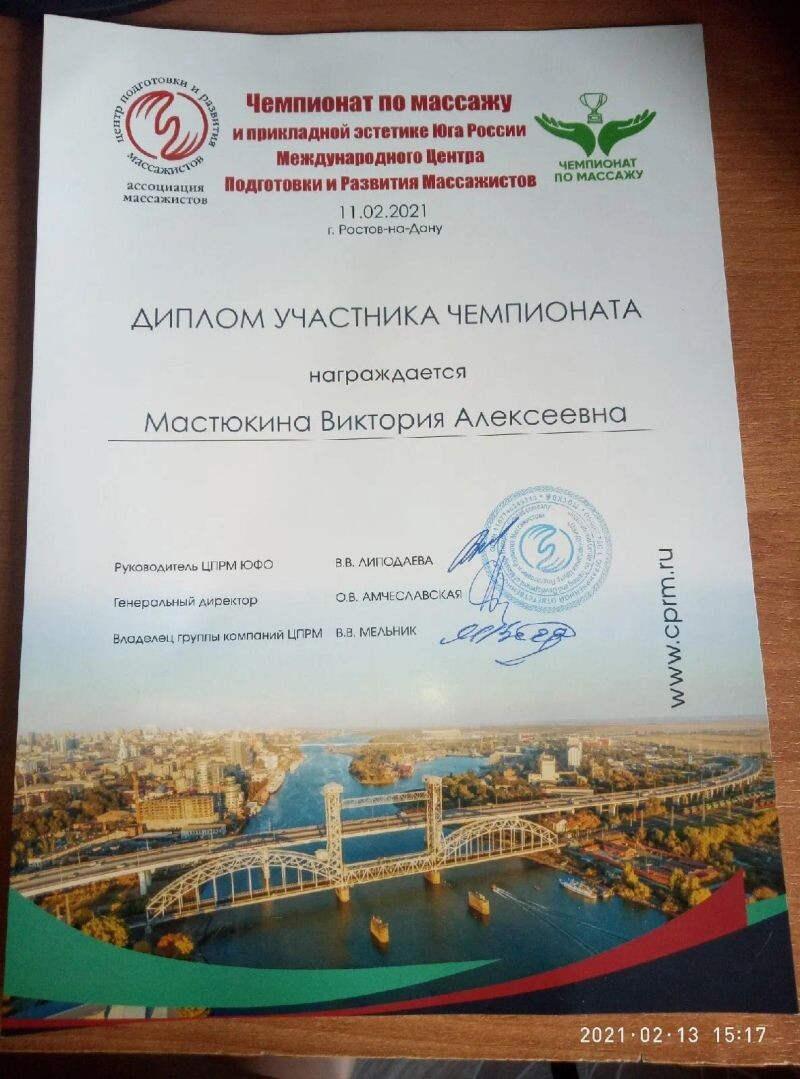 центр подготовки и развития
массажистов
ассоциация
массажистов
Чемпионат по массажу
и прикладной эстетике Юга России
Международного Центра
Подготовки и Развития Массажистов
11.02.2021
г. Ростов-на-Дону
ЧЕМПИОНАТ
ПО МАССАЖУ
ДИПЛОМ УЧАСТНИКА ЧЕМПИОНАТА
награждается
Мастюкина Виктория Алексеевна
Руководитель ЦПРМ ЮФО В.В. ЛИПОДАЕВА
Генеральный директор О.В. АМЧЕСЛАВСКАЯ
Владелец группы компаний ЦПРМ В.В. МЕЛЬНИК
www.cprm.ru
2021·02·13 15:17